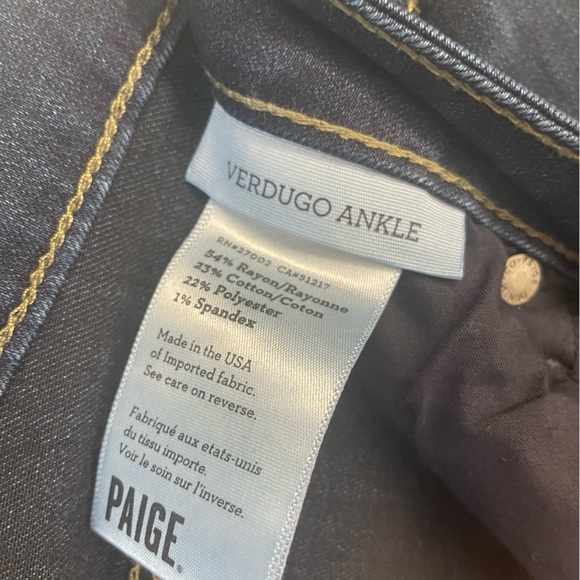 VERDUGO ANKLE
RN#27002 CA#31217
54% Rayon/Rayonne
23% Cotton/Coton
22% Polyester
1% Spandex
Made in the USA
of Imported fabric.
See care on reverse.
Fabriqué aux etats-unis
du tissu importe.
Voir le soin sur l'inverse.
PAIGE®